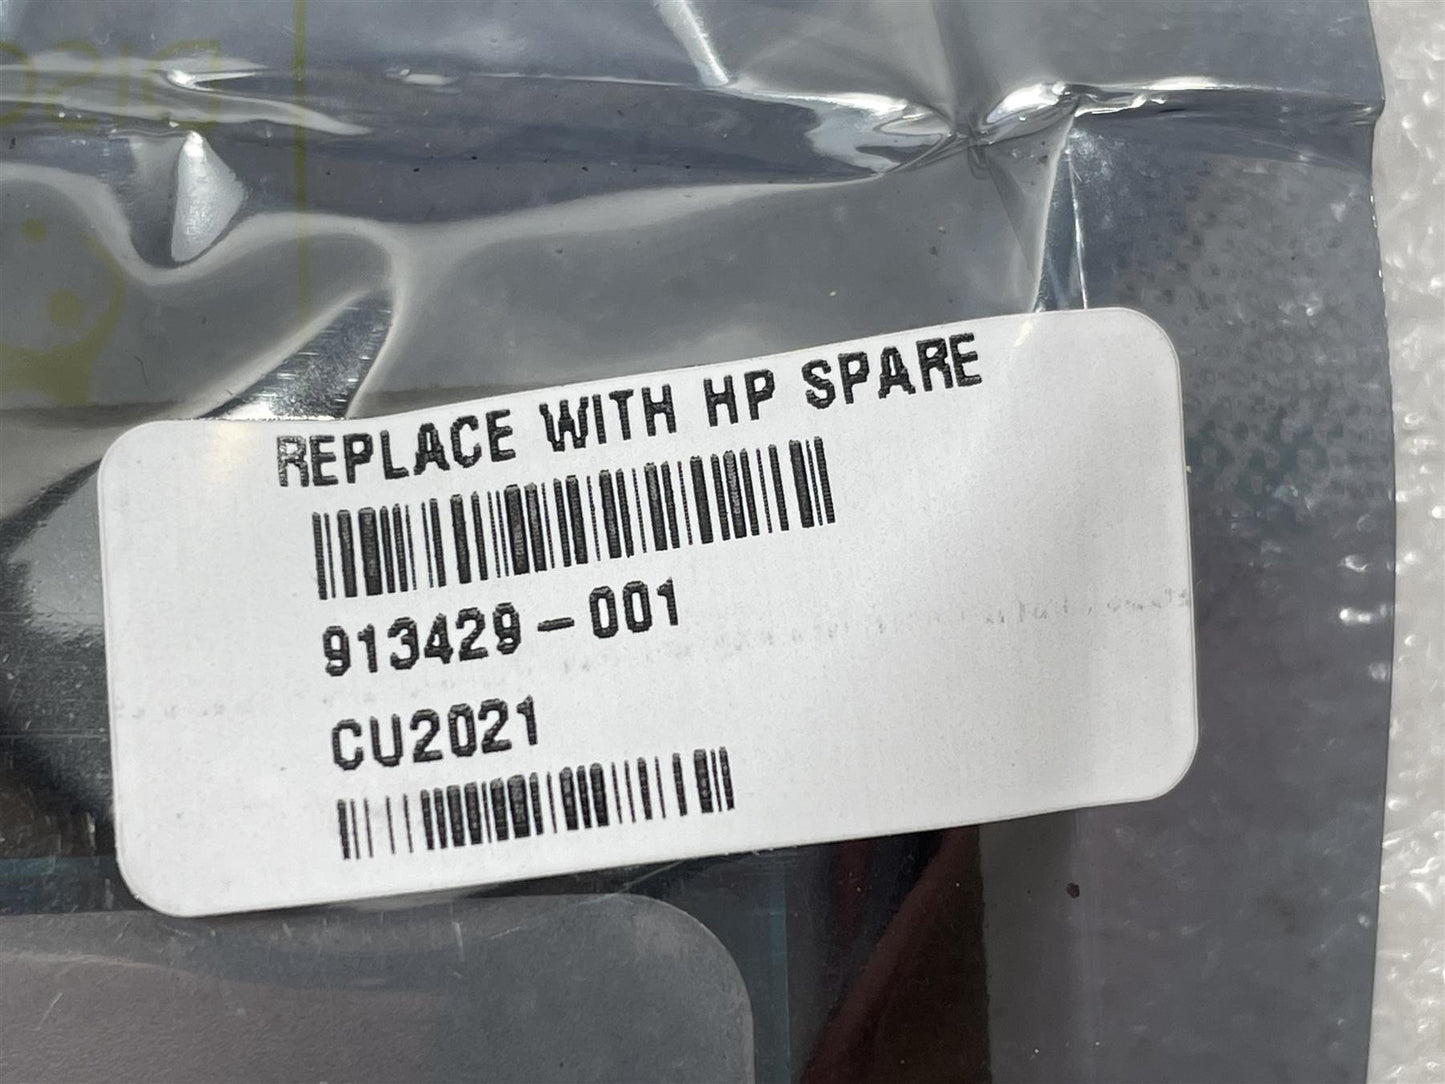 REPLACE WITH HP SPARE
913429-001
CU2021